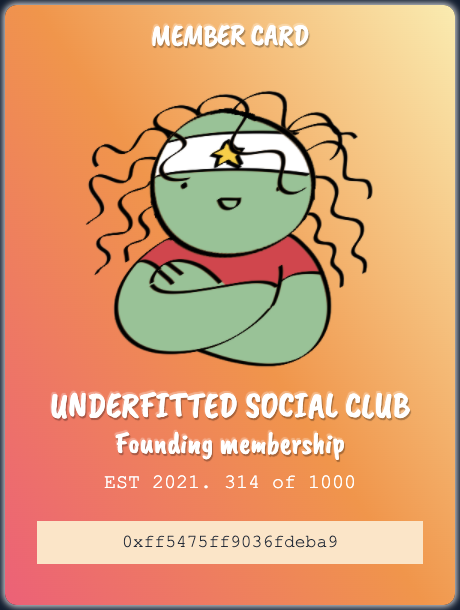 MEMBER CARD
UNDERFITTED SOCIAL CLUB
Founding membership
EST 2021. 314 of 1000
0xff5475ff9036fdeba9